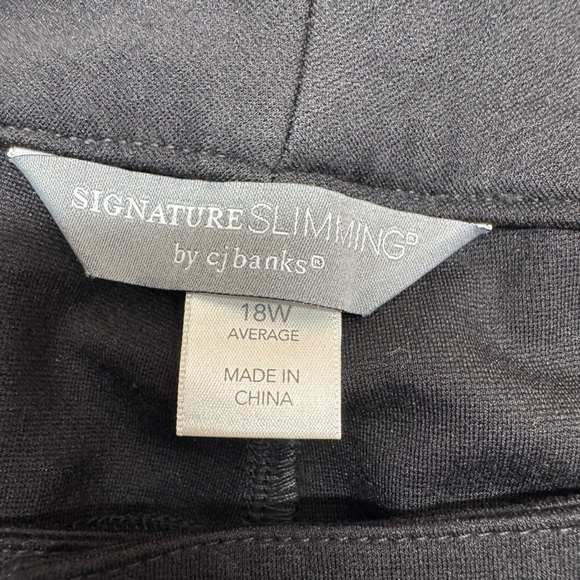 SIGNATURE SLIMMING®
by cj banks®
18W
AVERAGE
MADE IN
CHINA